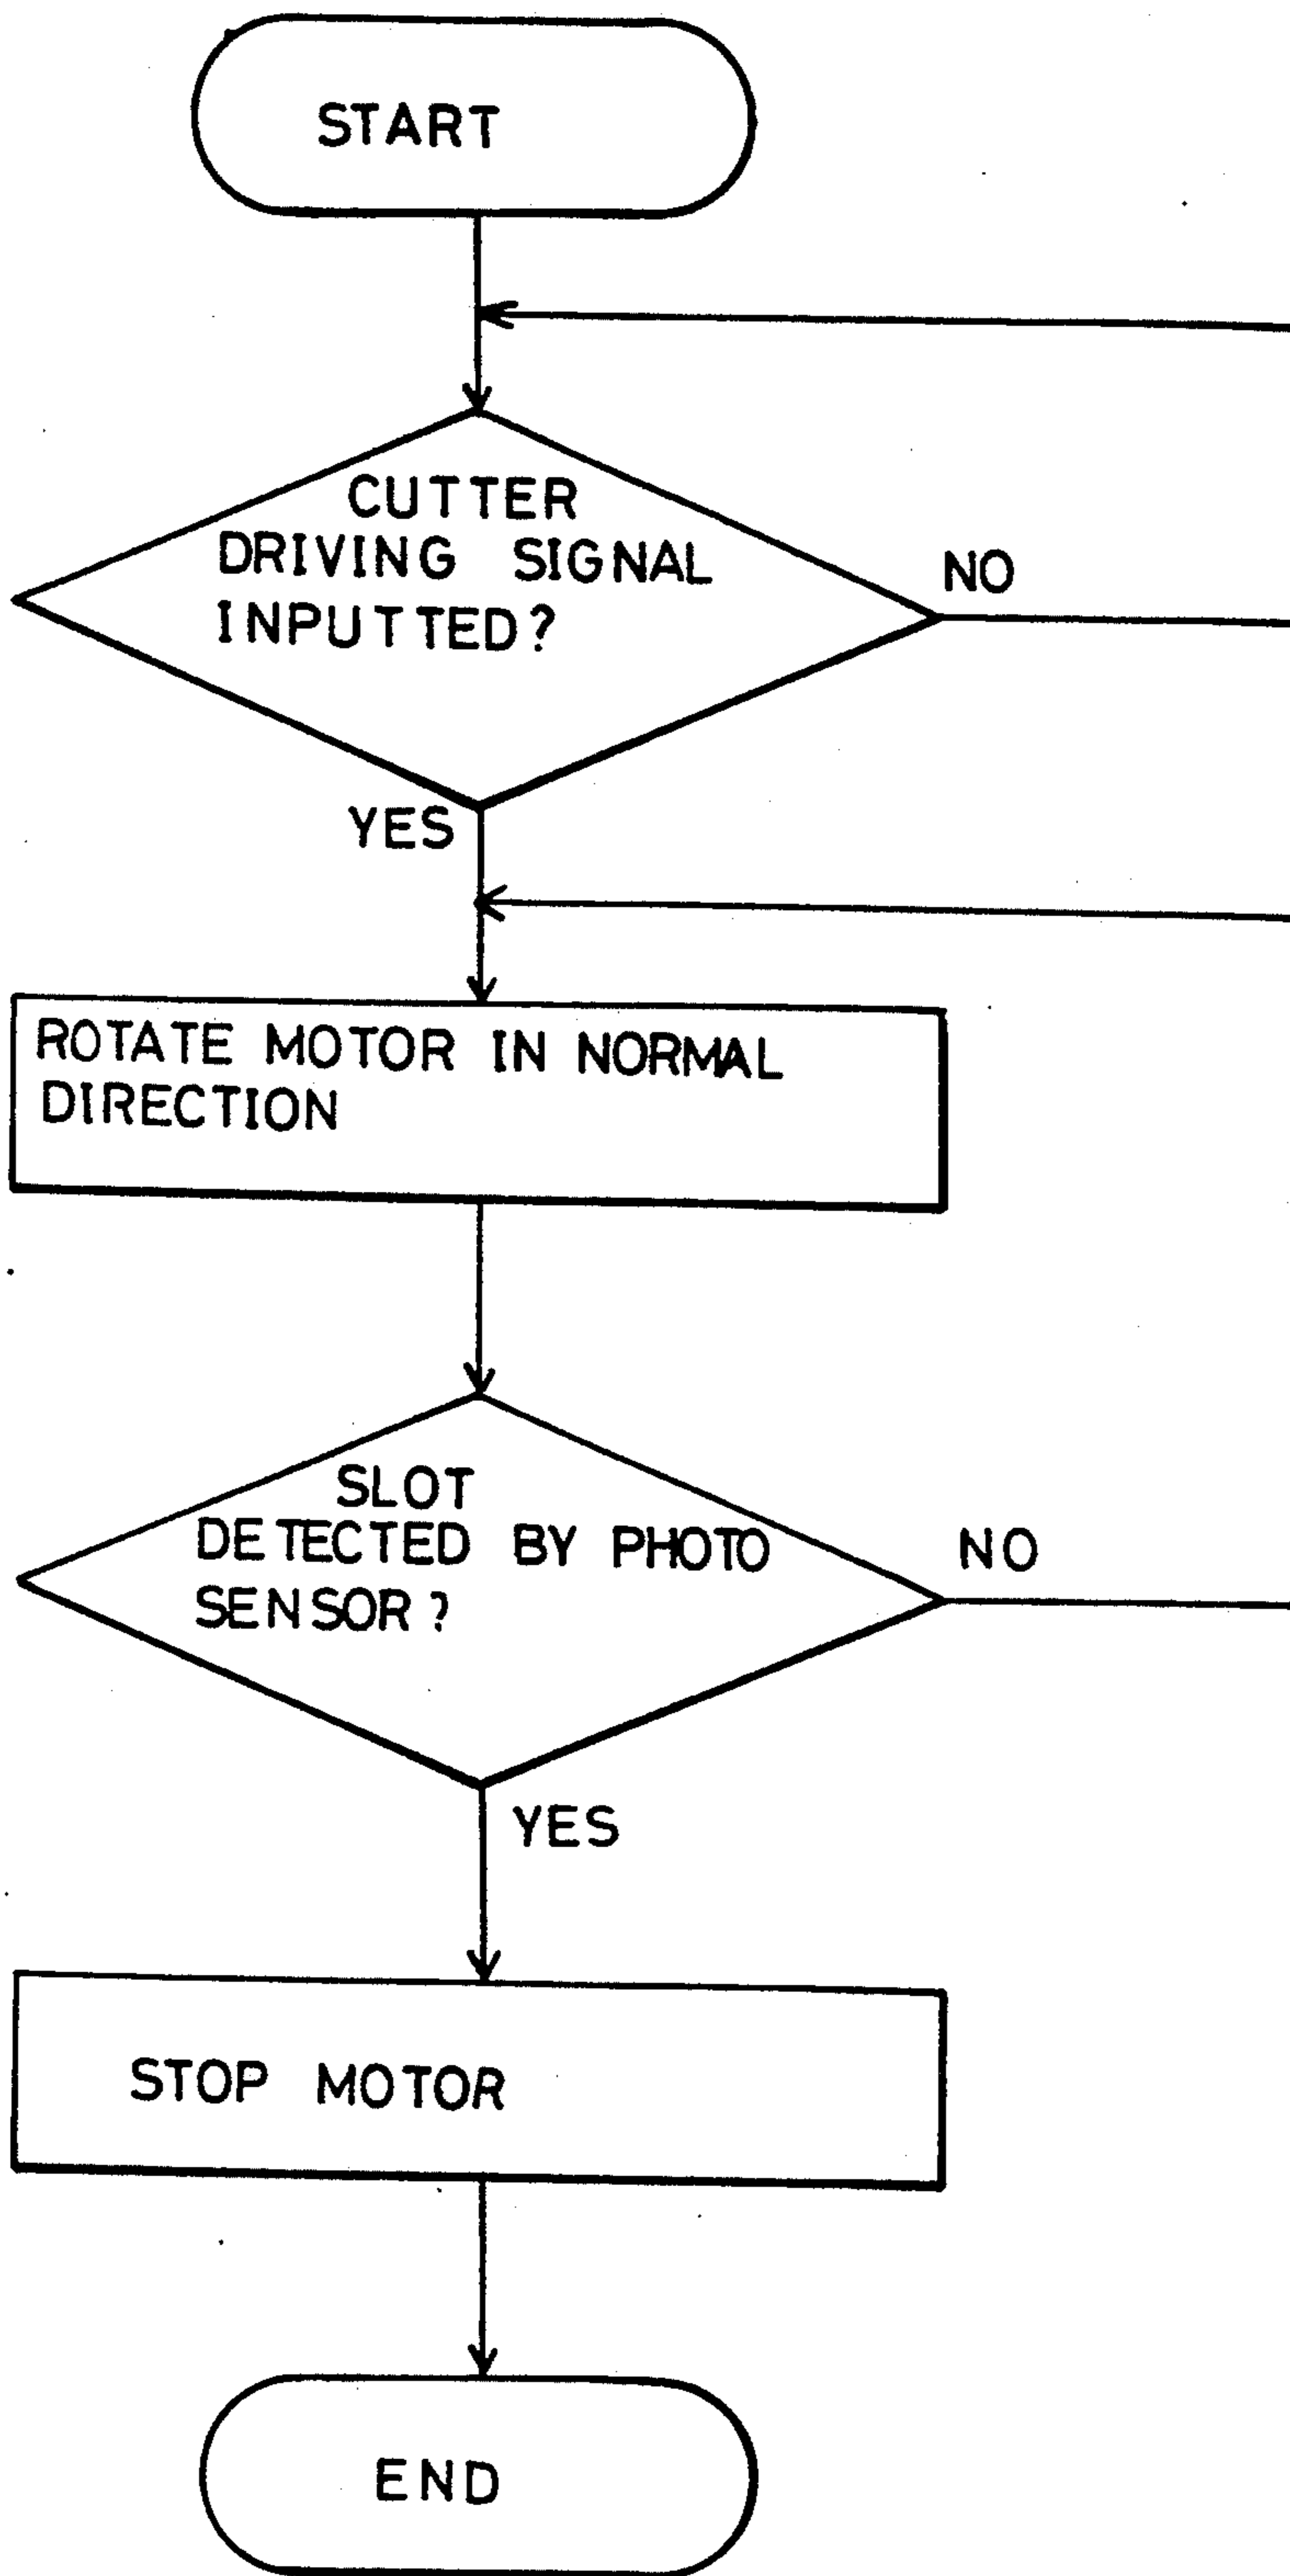 START
CUTTER
DRIVING SIGNAL
INPUTTED?
NO
YES
ROTATE MOTOR IN NORMAL
DIRECTION
SLOT
DETECTED BY PHOTO
SENSOR?
NO
YES
STOP MOTOR
END